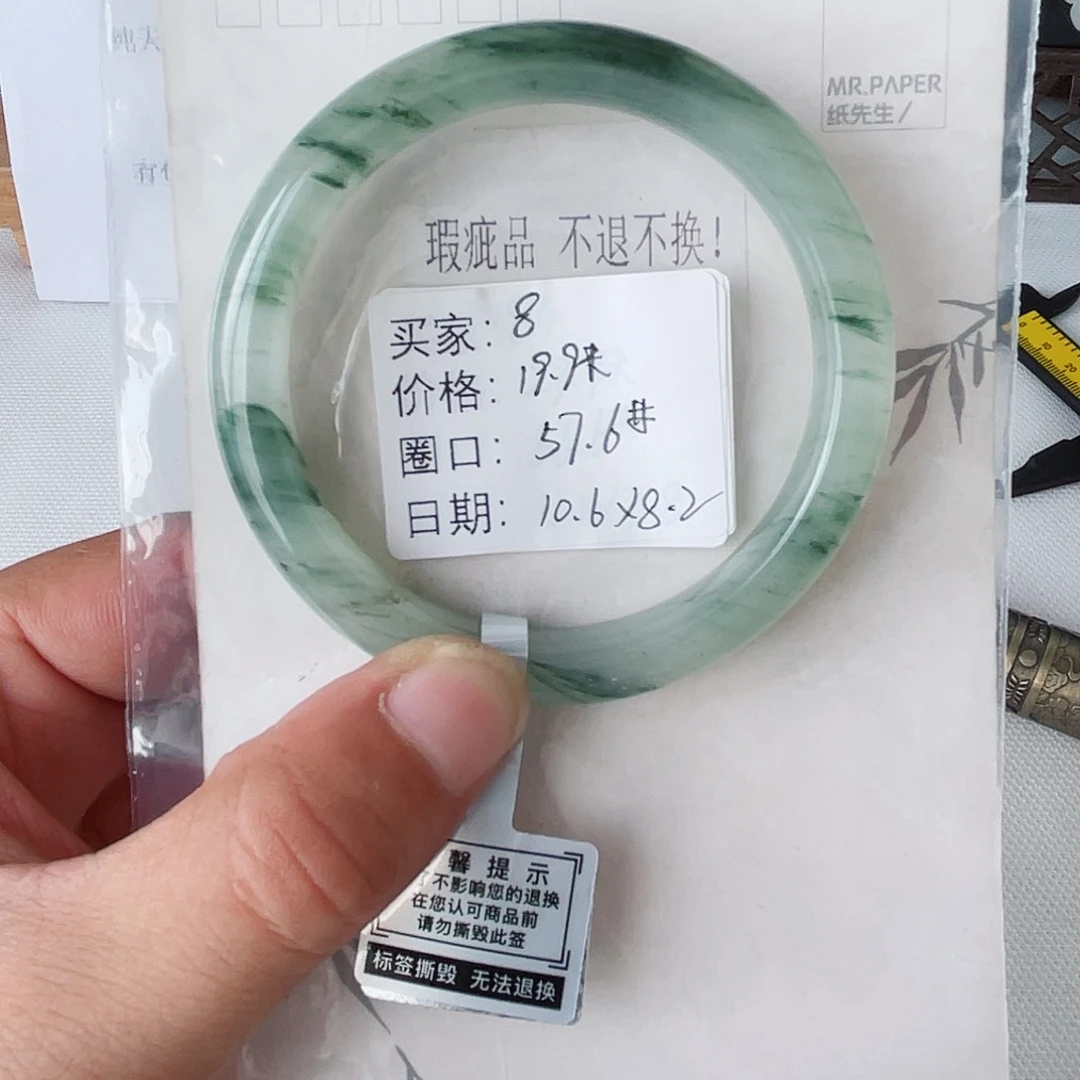 MR.PAPER
纸先生/
瑕疵品 不退不换!
买家: 8
价格: 19.9
圈口: 57.6
日期: 10.6X8.2
馨提示
不影响您的退换
在您认可商品前
请勿撕毁此签
标签撕毁 无法退换